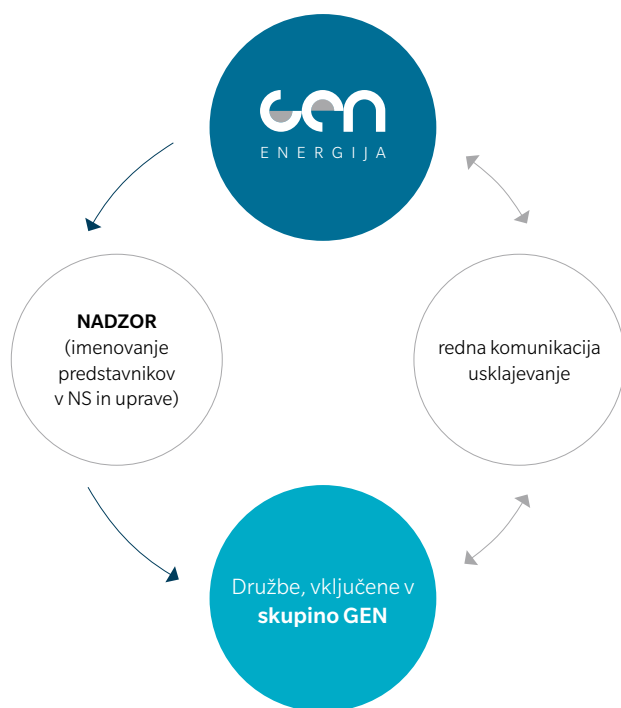 gen
ENERGIJA
NADZOR
(imenovanje
predstavnikov
v NS in uprave)
redna komunikacija
usklajevanje
Družbe, vključene v
skupino GEN